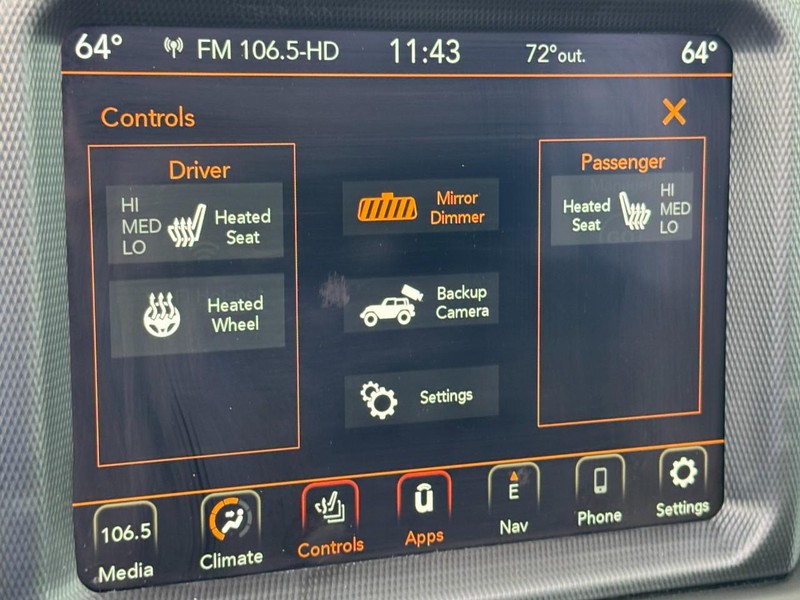 64° FM 106.5-HD 11:43 72°out. 64°
Controls X
Driver
HI
MED
LO
Heated
Seat
Heated
Wheel
Mirror
Dimmer
Backup
Camera
Settings
Passenger
Heated
Seat
HI
MED
LO
106.5
Media
Climate
Controls
ū
Apps
E
Nav
Phone
Settings